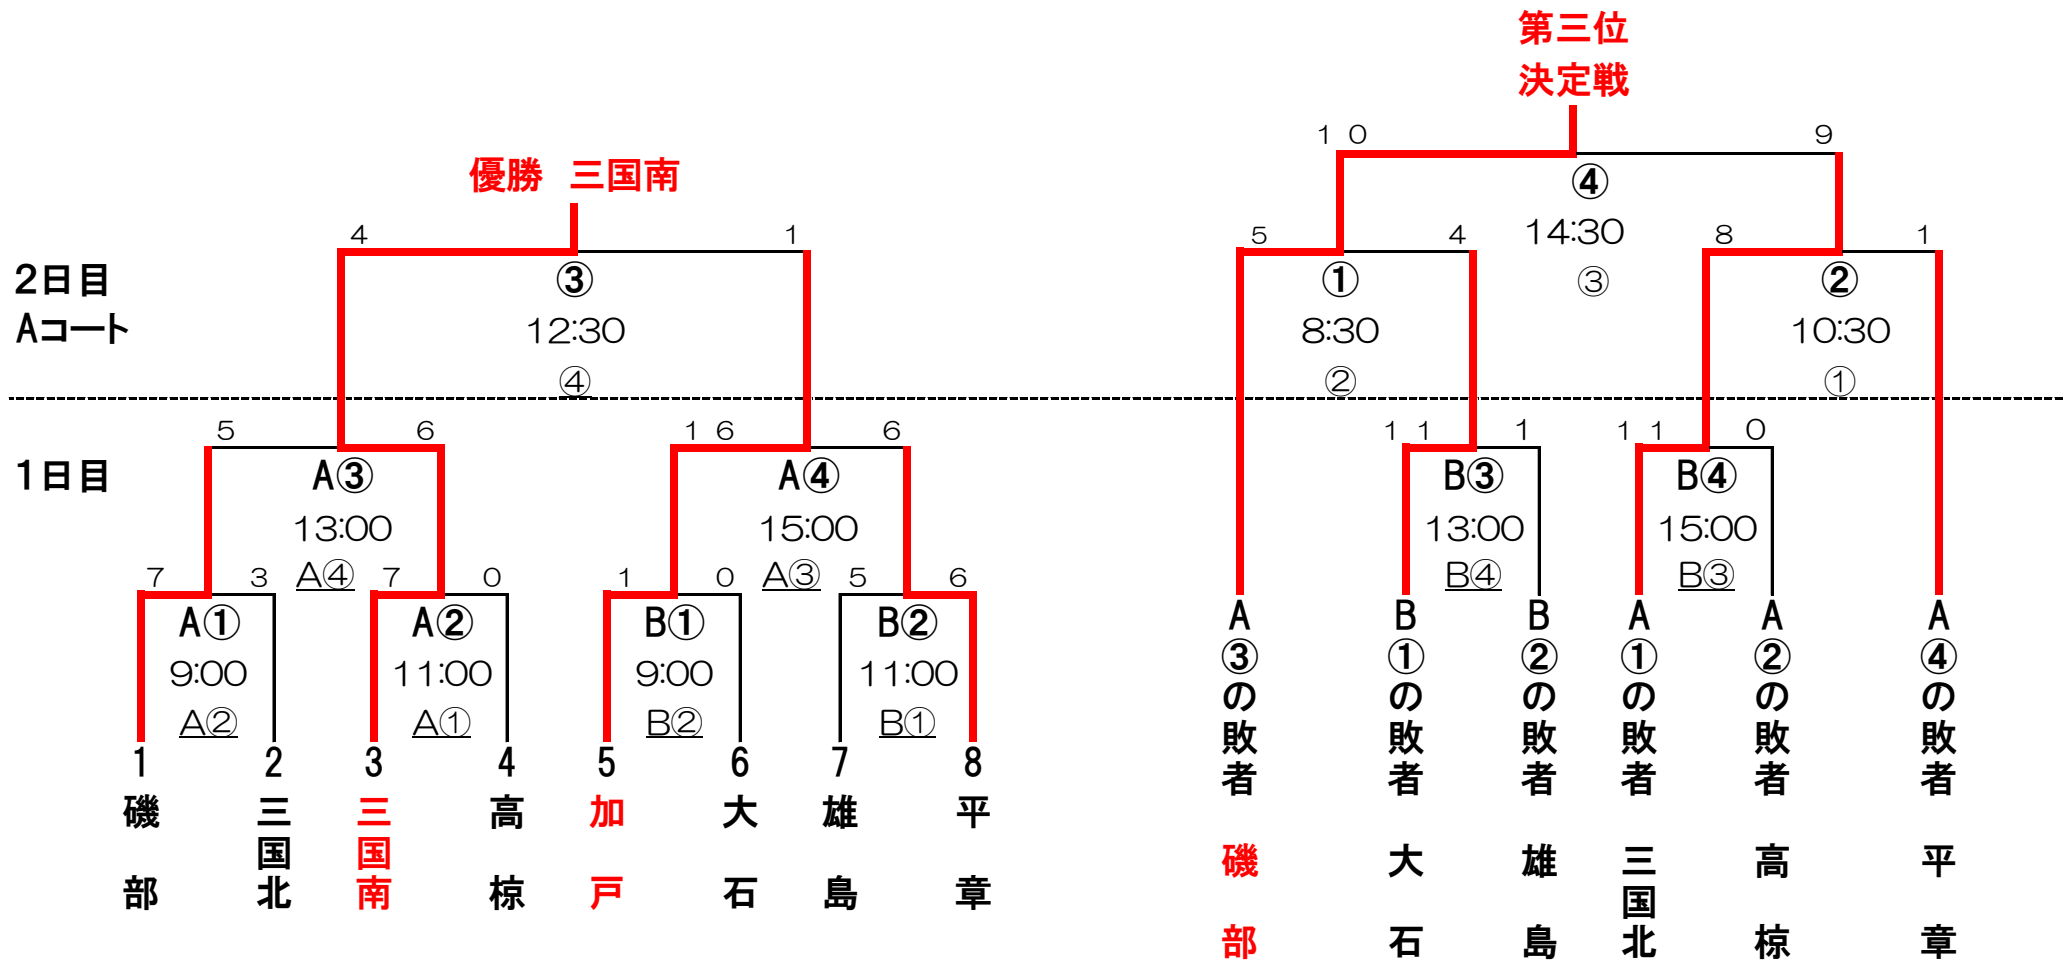 第三位
決定戦
10 9
優勝 三国南
④
4 1
14:30
5 4 8 1
2日目
③
①
③
②
Aコート
12:30
8:30
10:30
④
②
①
5 6 16 6
11 1 11 0
1日目
A③
A④
B③
B④
13:00
15:00
13:00
15:00
A④
A③
B④
B③
7 3 7 0 1 0 5 6
A①
A②
B①
B②
9:00
11:00
9:00
11:00
A②
A①
B②
B①
1 2 3 4 5 6 7 8
磯部
三国北
三国南
高椋
加戸
大石
雄島
平章
A③の敗者 磯部
B①の敗者 大石
B②の敗者 雄島
A①の敗者 三国北
A②の敗者 高椋
A④の敗者 平章